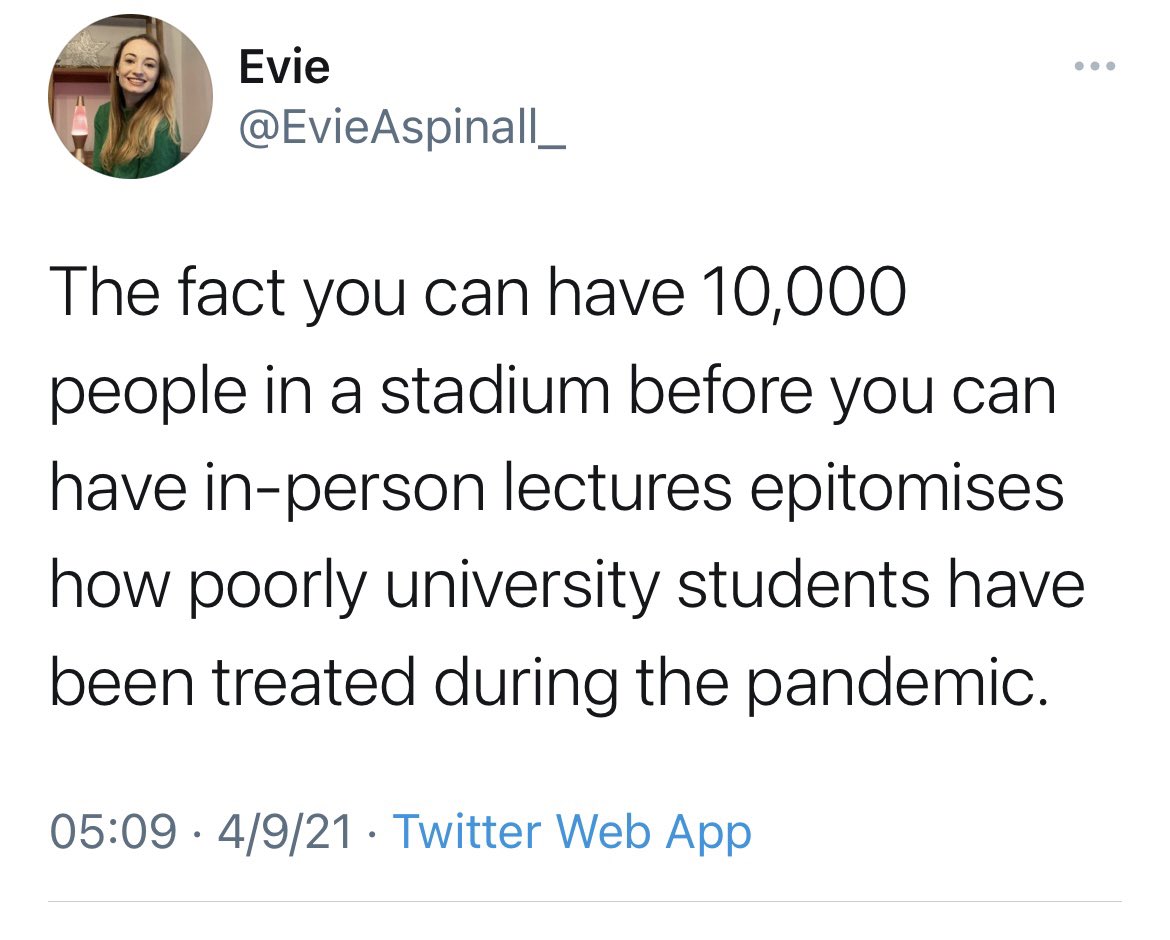 Evie
@EvieAspinall_
The fact you can have 10,000
people in a stadium before you can
have in-person lectures epitomises
how poorly university students have
been treated during the pandemic.
05:09 · 4/9/21 · Twitter Web App